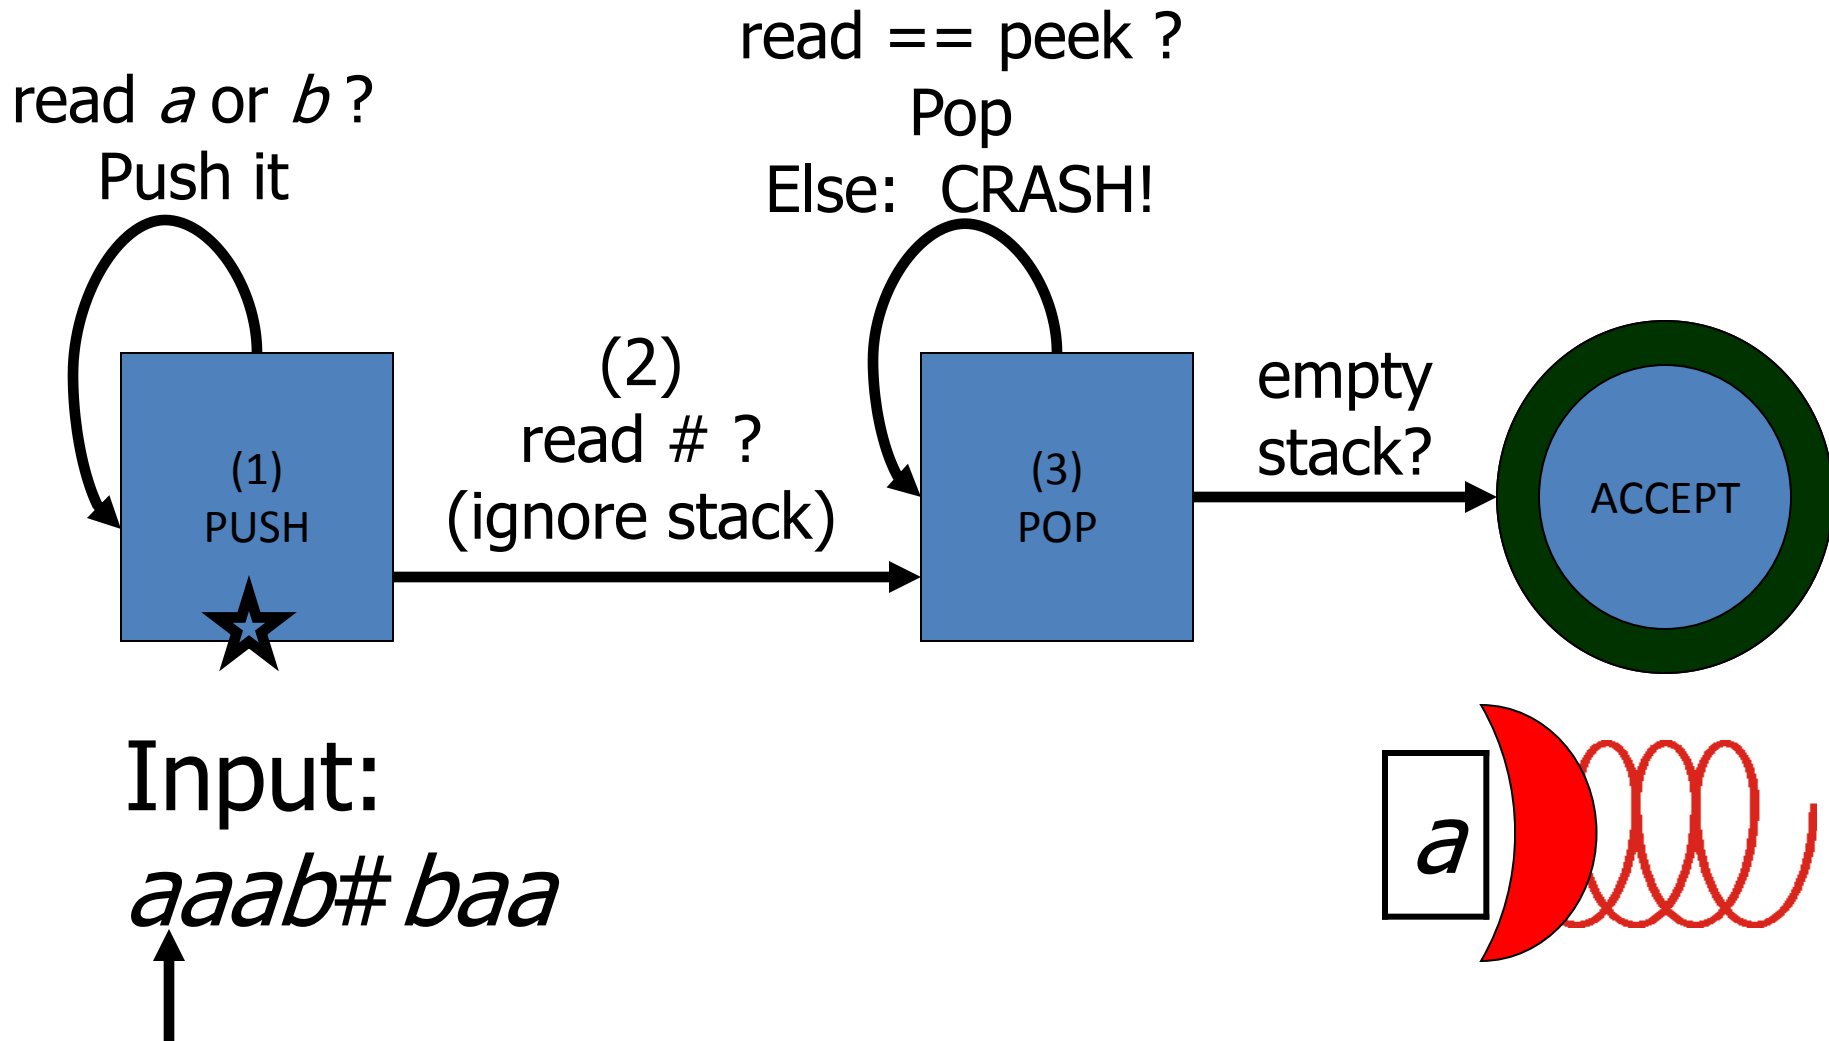 read a or b ?
Push it
read == peek ?
Pop
Else: CRASH!
(2)
read # ?
(ignore stack)
empty
stack?
(1)
PUSH
(3)
POP
ACCEPT
Input:
aaab#baa
a